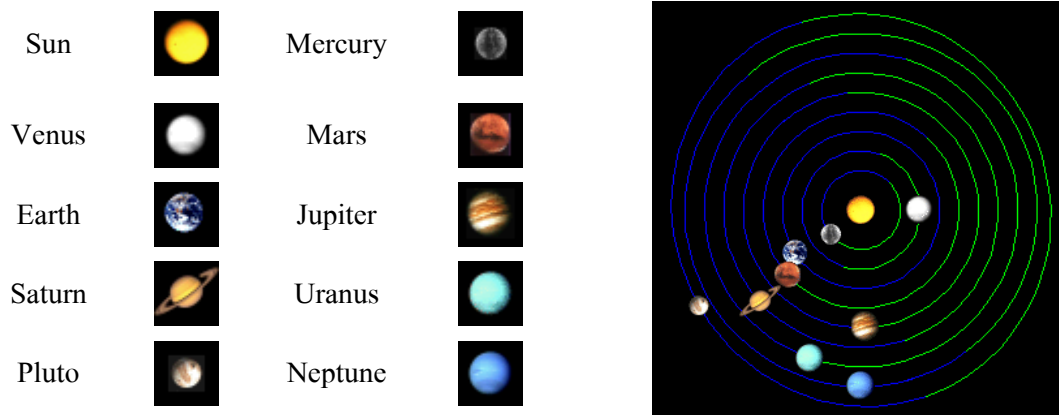 Sun Mercury
Venus Mars
Earth Jupiter
Saturn Uranus
Pluto Neptune